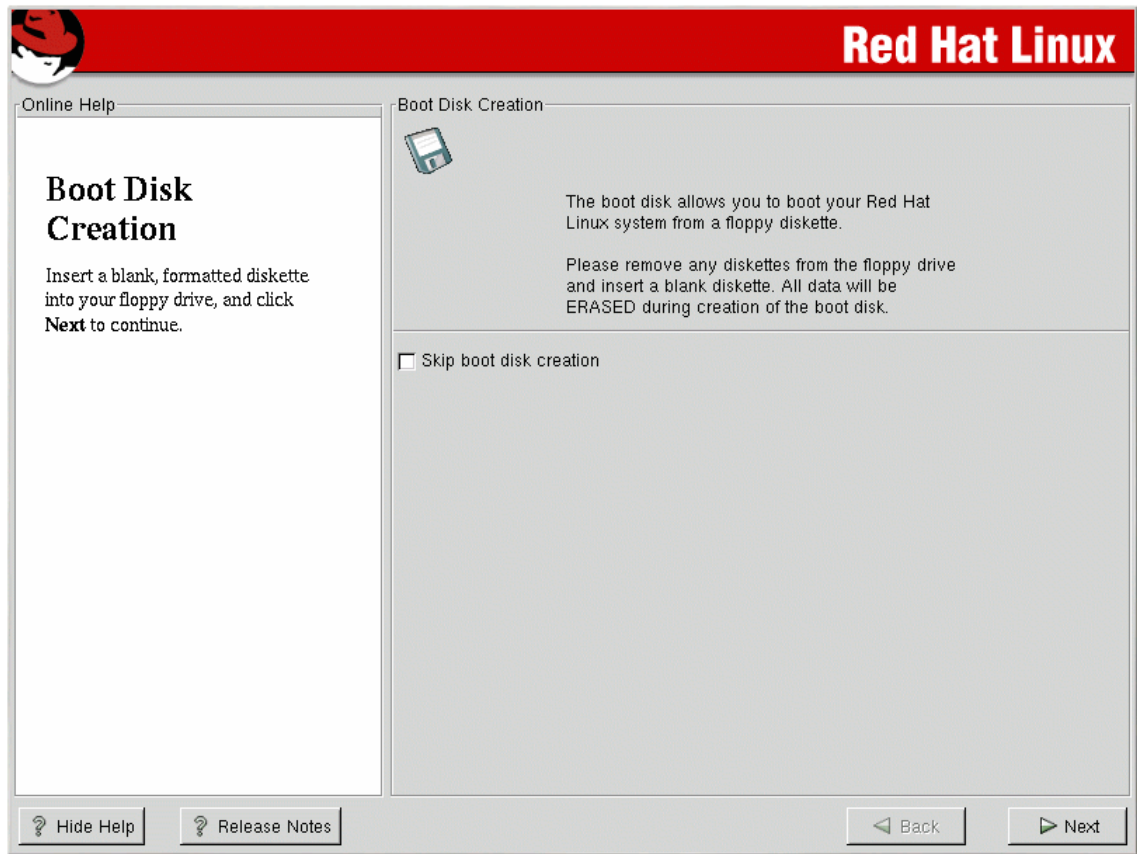 Red Hat Linux
Online Help
Boot Disk
Creation
Insert a blank, formatted diskette
into your floppy drive, and click
Next to continue.
Boot Disk Creation
The boot disk allows you to boot your Red Hat
Linux system from a floppy diskette.
Please remove any diskettes from the floppy drive
and insert a blank diskette. All data will be
ERASED during creation of the boot disk.
Skip boot disk creation
Hide Help
Release Notes
Back
Next